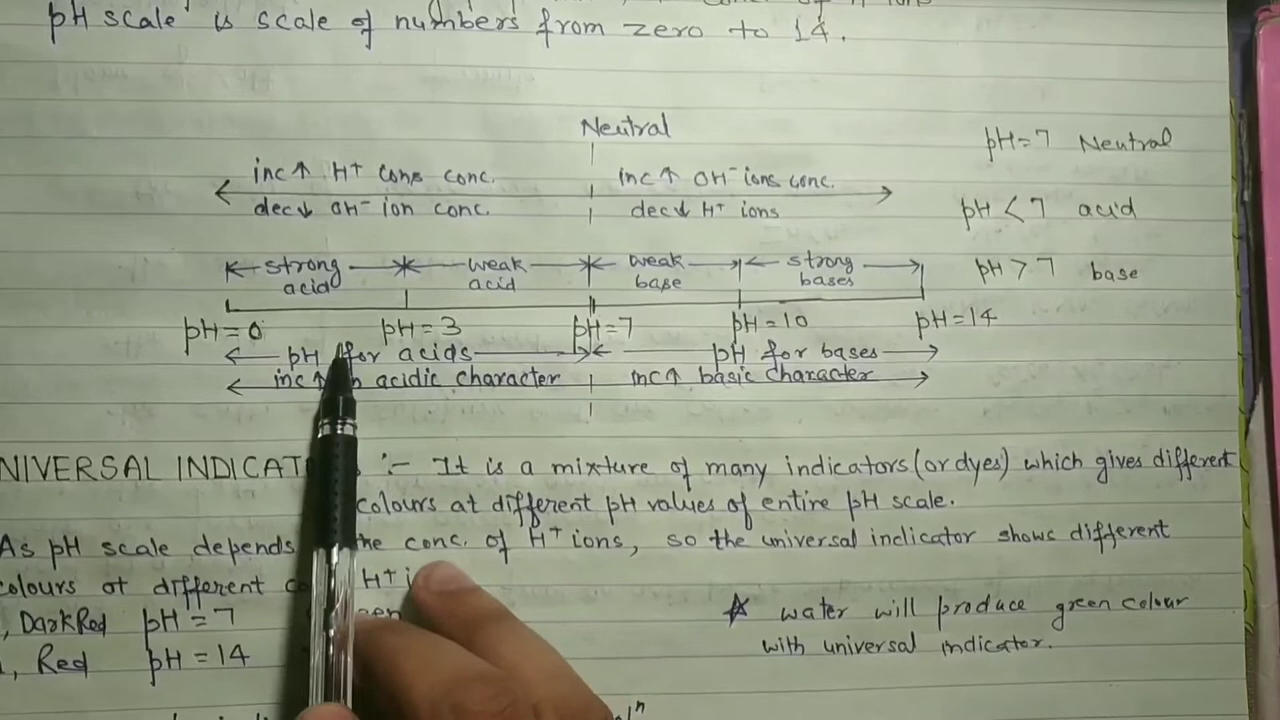 pH scale is scale of numbers from zero to 14.
Neutral
pH=7 Neutral
inc↑ H⁺ cons conc.
inc↑ OH⁻ ions conc.
dec↓ OH⁻ ion conc.
dec↓ H⁺ ions
pH<7 acid
strong acid
weak acid
weak base
strong bases
pH>7 base
pH=0
pH=3
pH=7
pH=10
pH=14
pH for acids
pH for bases
inc↑ acidic character
inc↑ basic character
NIVERSAL INDICAT :- It is a mixture of many indicators (or dyes) which gives different
colours at different pH values of entire pH scale.
As pH scale depends the conc. of H⁺ ions, so the universal indicator shows different
colours at different H⁺
, Dark Red pH = 7
, Red pH = 14
☆ water will produce green colour
with universal indicator.